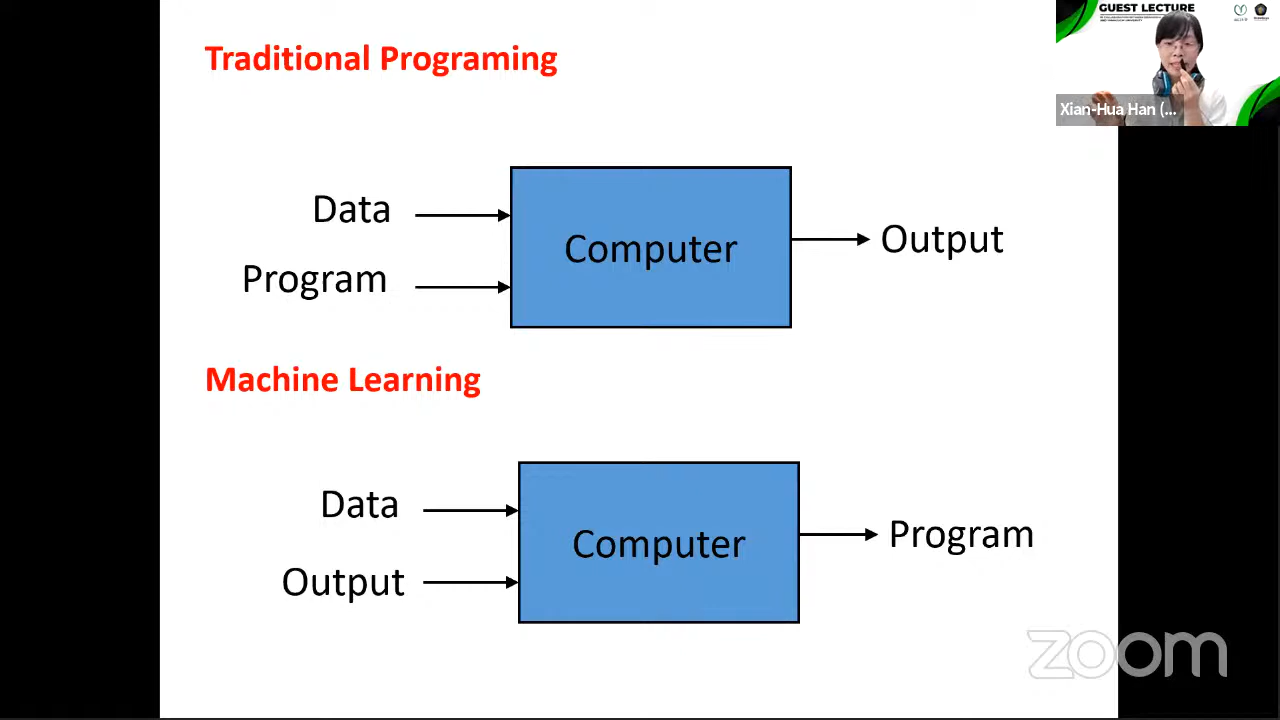 Traditional Programing
Data
Program
Computer
Output
Machine Learning
Data
Output
Computer
Program
GUEST LECTURE
Xian-Hua Han (...
zoom